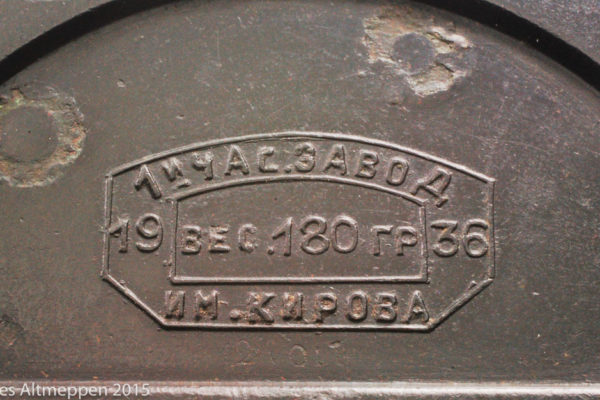 1й ЧАС. ЗАВОД
19 ВЕС. 180 ГР 36
ИМ. КИРОВА
es Altmeppen 2015